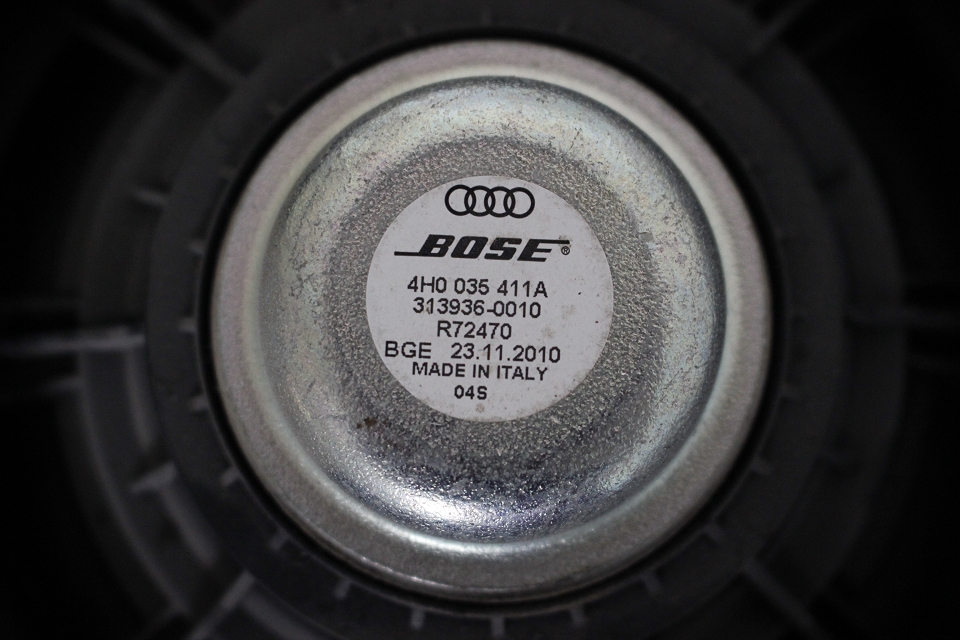 BOSE®
4H0 035 411A
313936-0010
R72470
BGE 23.11.2010
MADE IN ITALY
04S